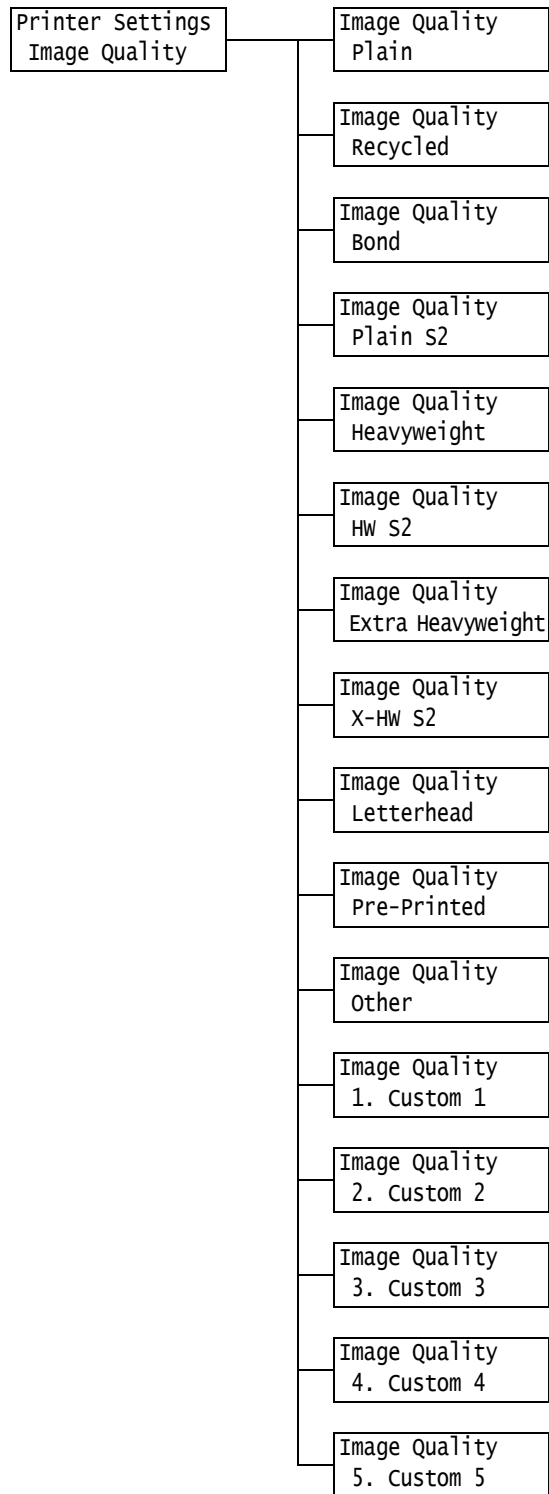 Printer Settings
Image Quality
Image Quality
Plain
Image Quality
Recycled
Image Quality
Bond
Image Quality
Plain S2
Image Quality
Heavyweight
Image Quality
HW S2
Image Quality
Extra Heavyweight
Image Quality
X-HW S2
Image Quality
Letterhead
Image Quality
Pre-Printed
Image Quality
Other
Image Quality
1. Custom 1
Image Quality
2. Custom 2
Image Quality
3. Custom 3
Image Quality
4. Custom 4
Image Quality
5. Custom 5